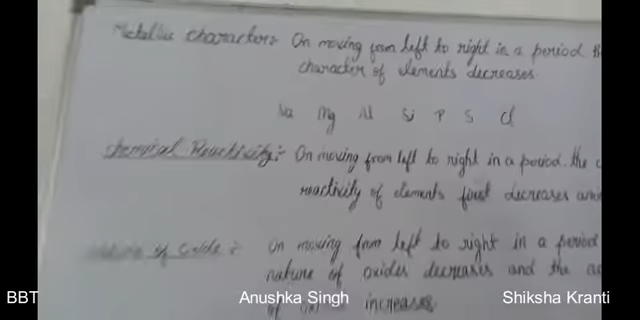 Metallic character:- On moving from left to right in a period
character of elements decreases.
Na Mg Al Si P S Cl
Chemical Reactivity:- On moving from left to right in a period. the
reactivity of elements first decreases
of Oxide:- On moving from left to right in a period
nature of oxides decreases and the
increases
BBT
Anushka Singh
Shiksha Kranti